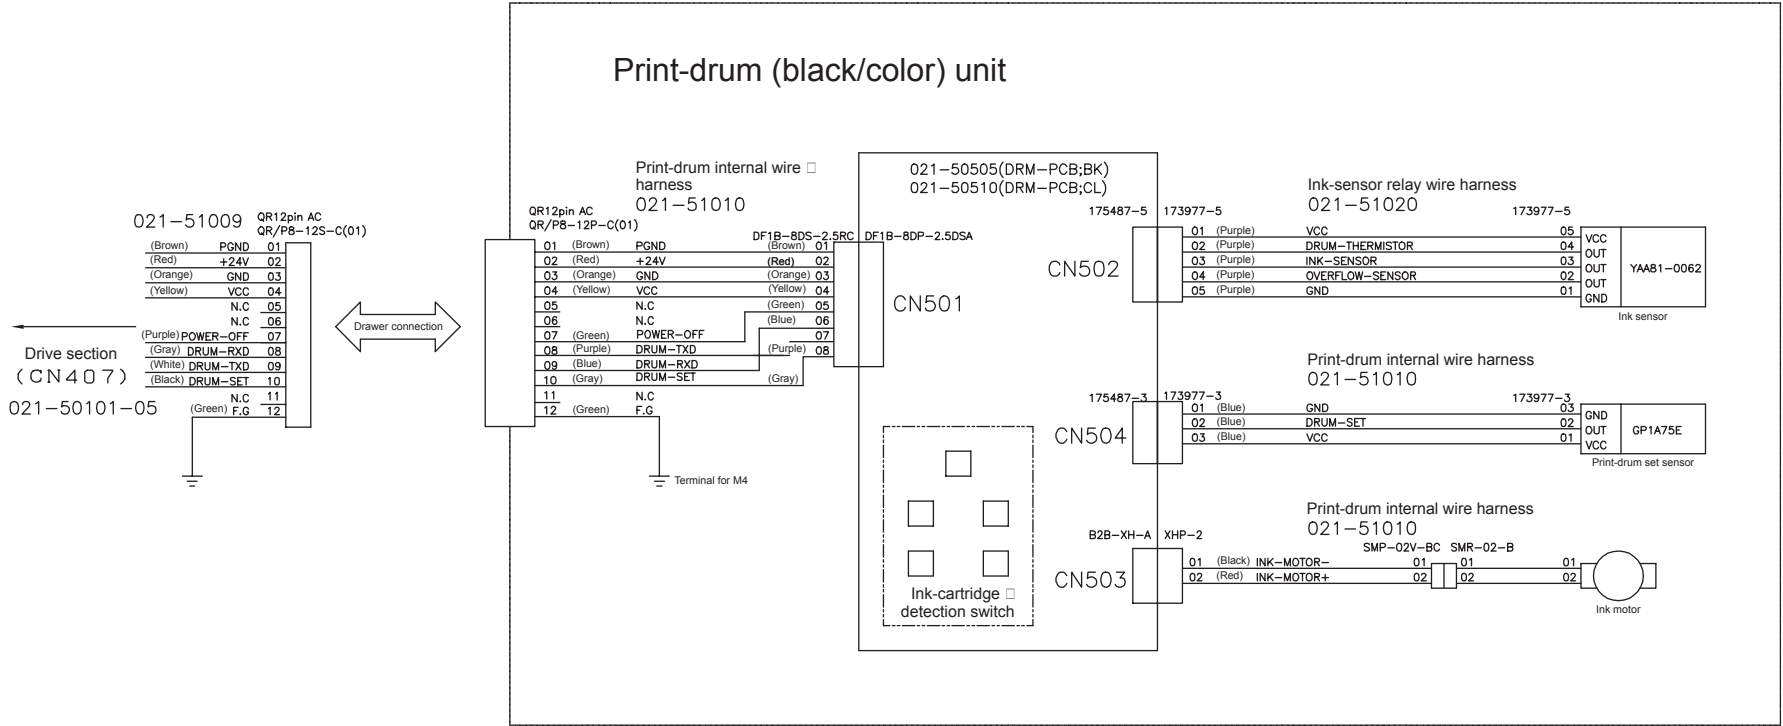 Print-drum (black/color) unit
021-51009
QR12pin AC
QR/P8-12S-C(01)
(Brown) PGND 01
(Red) +24V 02
(Orange) GND 03
(Yellow) VCC 04
N.C 05
N.C 06
(Purple) POWER-OFF 07
(Gray) DRUM-RXD 08
(White) DRUM-TXD 09
(Black) DRUM-SET 10
N.C 11
(Green) F.G 12
Drive section
(CN407)
021-50101-05
Drawer connection
QR12pin AC
QR/P8-12P-C(01)
Print-drum internal wire □
harness
021-51010
01 (Brown) PGND (Brown) 01
02 (Red) +24V (Red) 02
03 (Orange) GND (Orange) 03
04 (Yellow) VCC (Yellow) 04
05 N.C (Green) 05
06 N.C (Blue) 06
07 (Green) POWER-OFF 07
08 (Purple) DRUM-TXD (Purple) 08
09 (Blue) DRUM-RXD
10 (Gray) DRUM-SET (Gray)
11 N.C
12 (Green) F.G
Terminal for M4
DF1B-8DS-2.5RC DF1B-8DP-2.5DSA
CN501
021-50505(DRM-PCB;BK)
021-50510(DRM-PCB;CL)
Ink-cartridge □
detection switch
Ink-sensor relay wire harness
021-51020
175487-5 173977-5 173977-5
CN502
01 (Purple) VCC 05 VCC
02 (Purple) DRUM-THERMISTOR 04 OUT
03 (Purple) INK-SENSOR 03 OUT
04 (Purple) OVERFLOW-SENSOR 02 OUT
05 (Purple) GND 01 GND
YAA81-0062
Ink sensor
Print-drum internal wire harness
021-51010
175487-3 173977-3 173977-3
CN504
01 (Blue) GND 03 GND
02 (Blue) DRUM-SET 02 OUT
03 (Blue) VCC 01 VCC
GP1A75E
Print-drum set sensor
Print-drum internal wire harness
021-51010
B2B-XH-A XHP-2 SMP-02V-BC SMR-02-B
CN503
01 (Black) INK-MOTOR- 01 01 01
02 (Red) INK-MOTOR+ 02 02 02
Ink motor